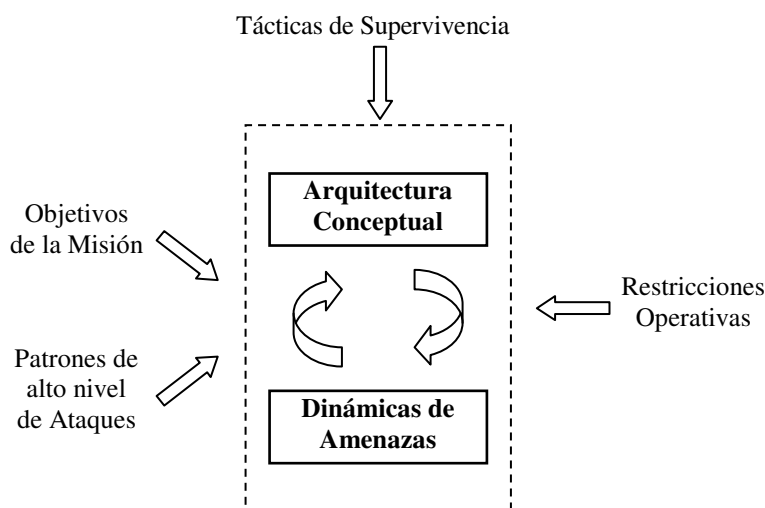 Tácticas de Supervivencia
Arquitectura
Conceptual
Objetivos
de la Misión
Restricciones
Operativas
Patrones de
alto nivel
de Ataques
Dinámicas de
Amenazas